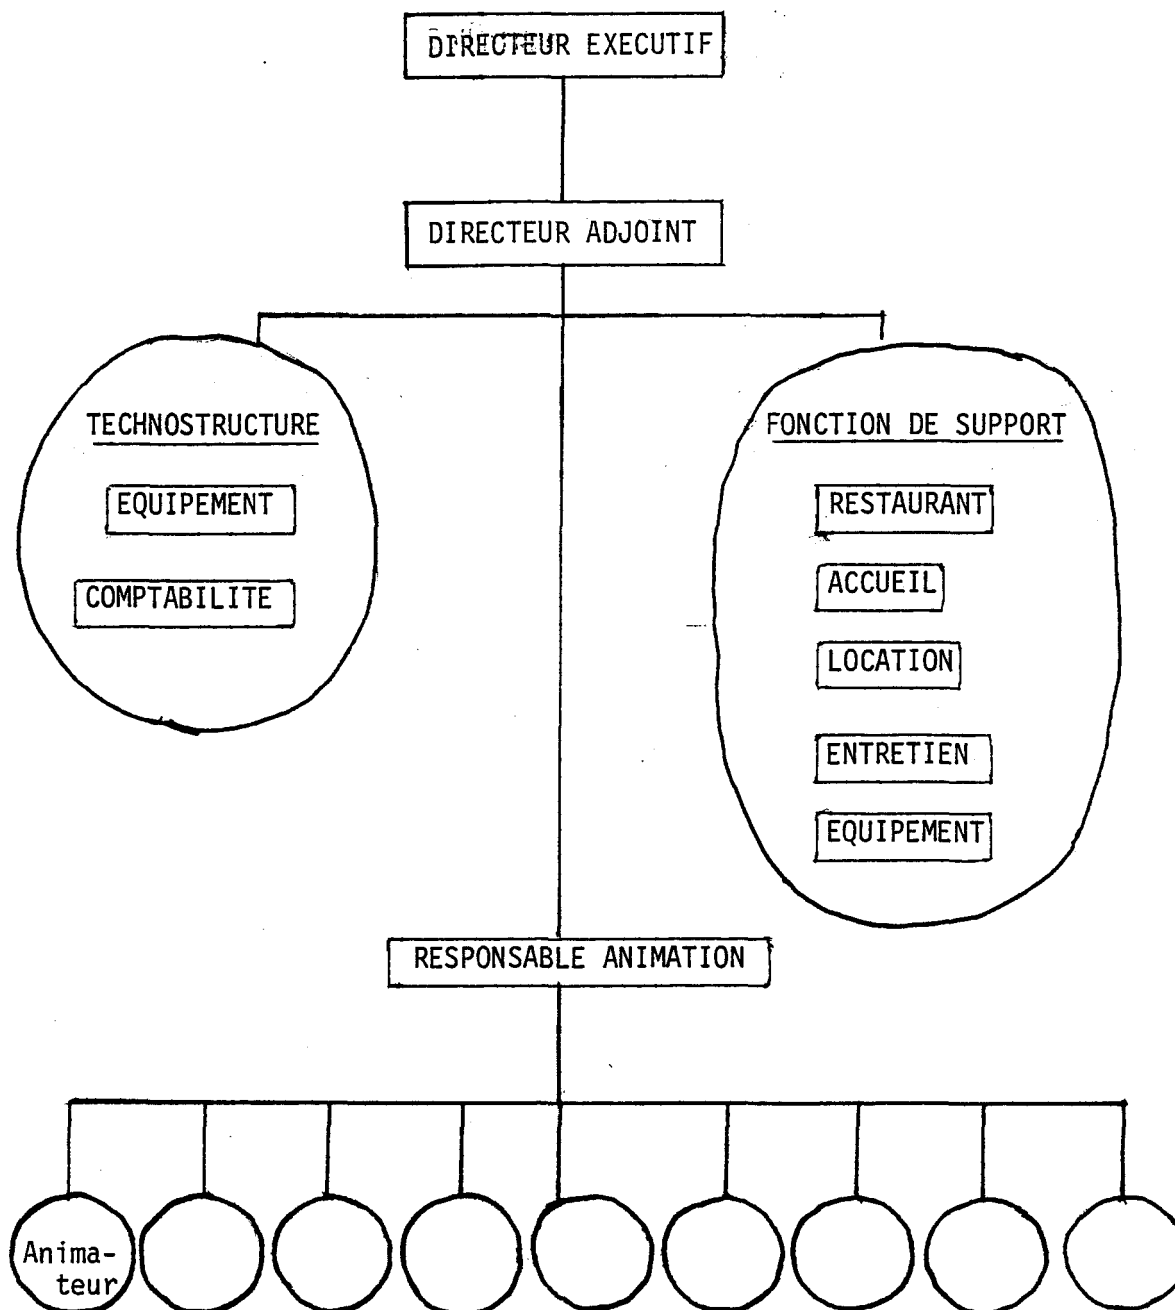 DIRECTEUR EXECUTIF
DIRECTEUR ADJOINT
TECHNOSTRUCTURE
EQUIPEMENT
COMPTABILITE
FONCTION DE SUPPORT
RESTAURANT
ACCUEIL
LOCATION
ENTRETIEN
EQUIPEMENT
RESPONSABLE ANIMATION
Anima-
teur